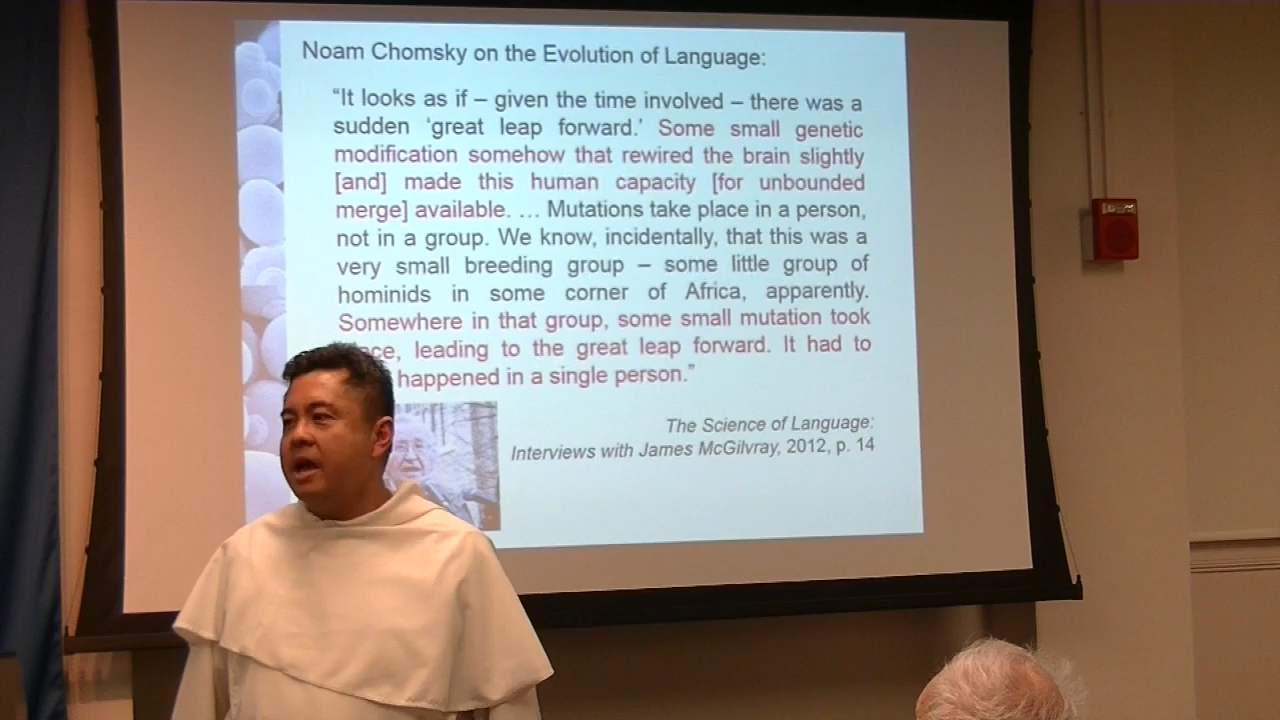 Noam Chomsky on the Evolution of Language:
“It looks as if – given the time involved – there was a
sudden ‘great leap forward.’ Some small genetic
modification somehow that rewired the brain slightly
[and] made this human capacity [for unbounded
merge] available. … Mutations take place in a person,
not in a group. We know, incidentally, that this was a
very small breeding group – some little group of
hominids in some corner of Africa, apparently.
Somewhere in that group, some small mutation took
leading to the great leap forward. It had to
happened in a single person.”
The Science of Language:
Interviews with James McGilvray, 2012, p. 14